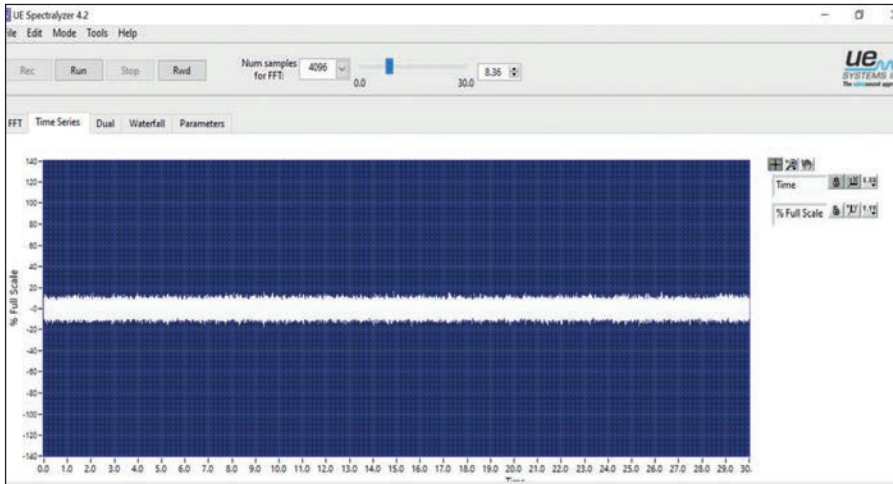 UE Spectralyzer 4.2
ile Edit Mode Tools Help
Rec Run Stop Rwd
Num samples for FFT: 4096
0.0 30.0
8.36
ue
SYSTEMS
FFT Time Series Dual Waterfall Parameters
140
120
100
80
60
40
20
-0
-20
-40
-60
-80
-100
-120
-140
% Full Scale
0.0 1.0 2.0 3.0 4.0 5.0 6.0 7.0 8.0 9.0 10.0 11.0 12.0 13.0 14.0 15.0 16.0 17.0 18.0 19.0 20.0 21.0 22.0 23.0 24.0 25.0 26.0 27.0 28.0 29.0 30.
Time
Time
% Full Scale